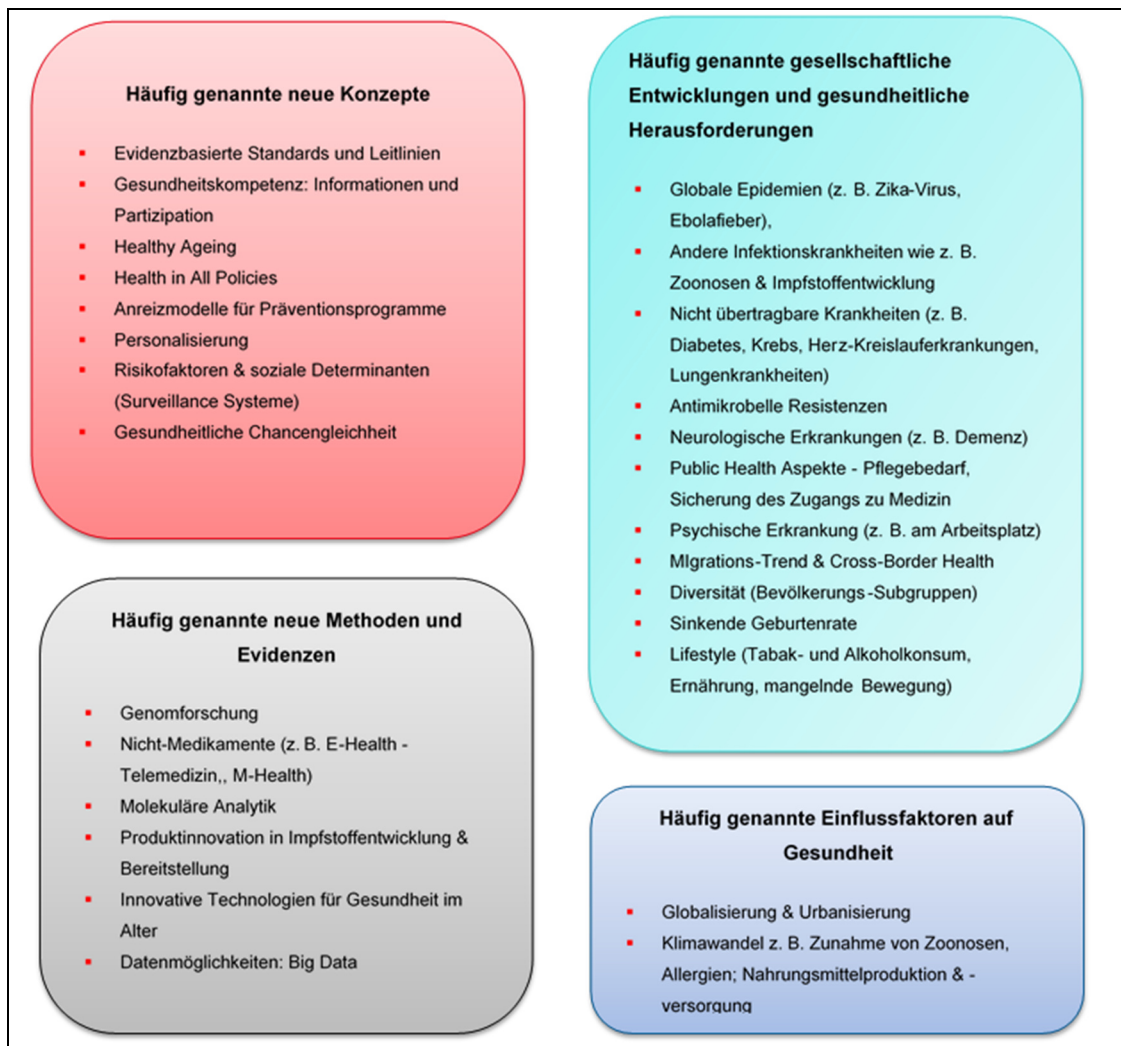 Häufig genannte neue Konzepte
▪ Evidenzbasierte Standards und Leitlinien
▪ Gesundheitskompetenz: Informationen und
Partizipation
▪ Healthy Ageing
▪ Health in All Policies
▪ Anreizmodelle für Präventionsprogramme
▪ Personalisierung
▪ Risikofaktoren & soziale Determinanten
(Surveillance Systeme)
▪ Gesundheitliche Chancengleichheit
Häufig genannte gesellschaftliche
Entwicklungen und gesundheitliche
Herausforderungen
▪ Globale Epidemien (z. B. Zika-Virus,
Ebolafieber),
▪ Andere Infektionskrankheiten wie z. B.
Zoonosen & Impfstoffentwicklung
▪ Nicht übertragbare Krankheiten (z. B.
Diabetes, Krebs, Herz-Kreislauferkrankungen,
Lungenkrankheiten)
▪ Antimikrobelle Resistenzen
▪ Neurologische Erkrankungen (z. B. Demenz)
▪ Public Health Aspekte - Pflegebedarf,
Sicherung des Zugangs zu Medizin
▪ Psychische Erkrankung (z. B. am Arbeitsplatz)
▪ MIgrations-Trend & Cross-Border Health
▪ Diversität (Bevölkerungs-Subgruppen)
▪ Sinkende Geburtenrate
▪ Lifestyle (Tabak- und Alkoholkonsum,
Ernährung, mangelnde Bewegung)
Häufig genannte neue Methoden und
Evidenzen
▪ Genomforschung
▪ Nicht-Medikamente (z. B. E-Health -
Telemedizin,, M-Health)
▪ Molekuläre Analytik
▪ Produktinnovation in Impfstoffentwicklung &
Bereitstellung
▪ Innovative Technologien für Gesundheit im
Alter
▪ Datenmöglichkeiten: Big Data
Häufig genannte Einflussfaktoren auf
Gesundheit
▪ Globalisierung & Urbanisierung
▪ Klimawandel z. B. Zunahme von Zoonosen,
Allergien; Nahrungsmittelproduktion & -
versorgung